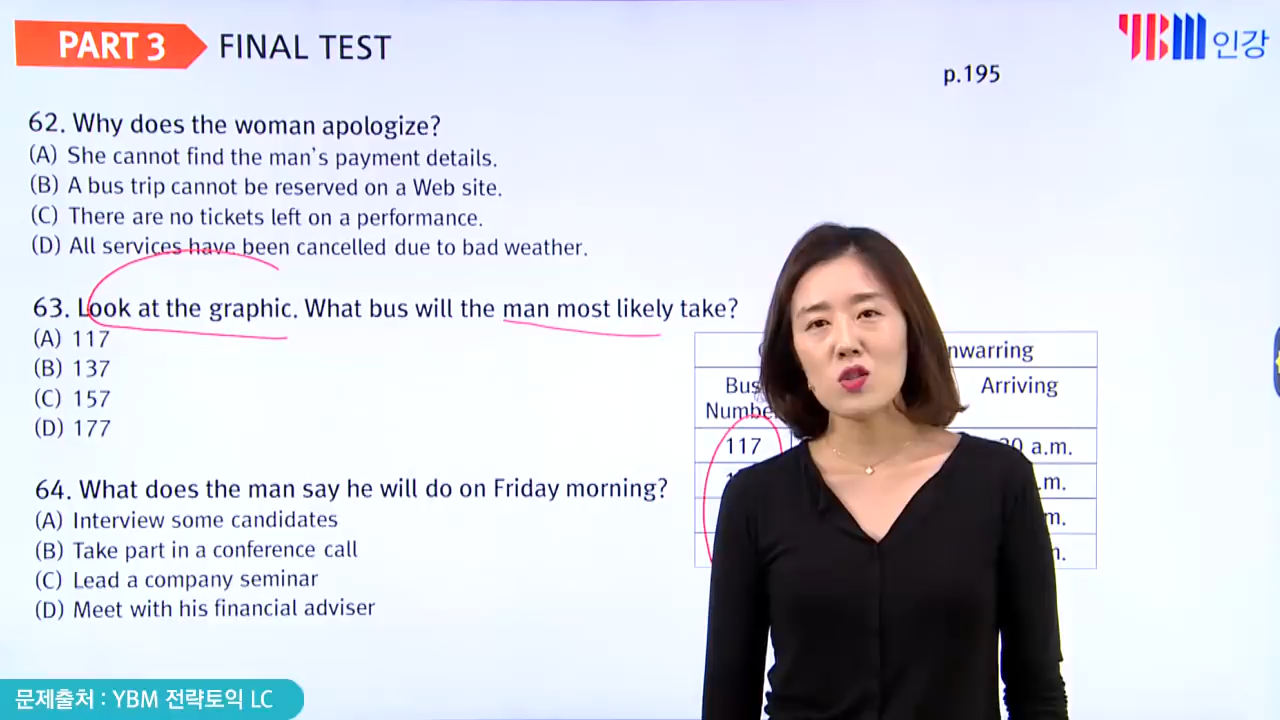 PART 3 FINAL TEST
YBM 인강
p.195
62. Why does the woman apologize?
(A) She cannot find the man's payment details.
(B) A bus trip cannot be reserved on a Web site.
(C) There are no tickets left on a performance.
(D) All services have been cancelled due to bad weather.
63. Look at the graphic. What bus will the man most likely take?
(A) 117
(B) 137
(C) 157
(D) 177
Arriving
117
a.m.
64. What does the man say he will do on Friday morning?
(A) Interview some candidates
(B) Take part in a conference call
(C) Lead a company seminar
(D) Meet with his financial adviser
문제출처 : YBM 전략토익 LC